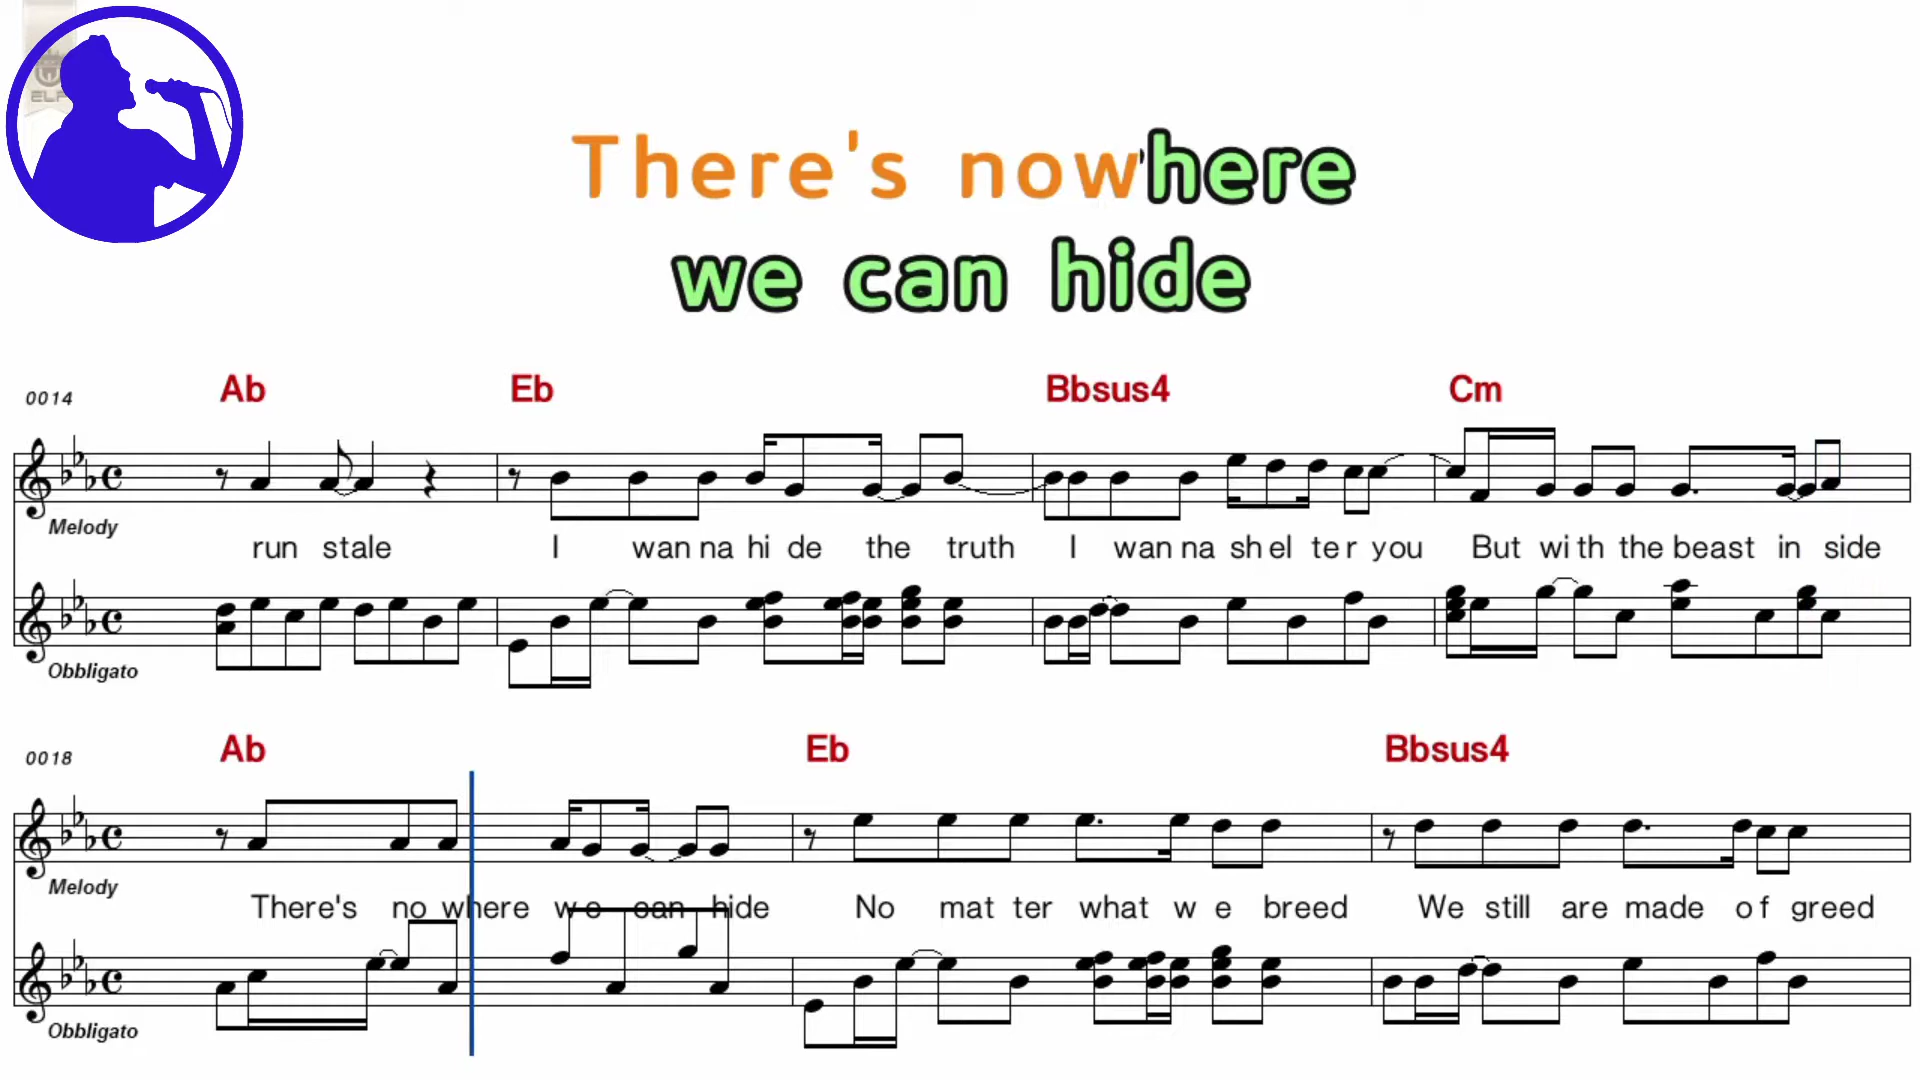 ELF
There's nowhere
we can hide
0014 Ab Eb Bbsus4 Cm
Melody
run stale I wan na hi de the truth I wan na sh el te r you But wi th the beast in side
Obbligato
0018 Ab Eb Bbsus4
Melody
There's no where w e can hide No mat ter what w e breed We still are made o f greed
Obbligato